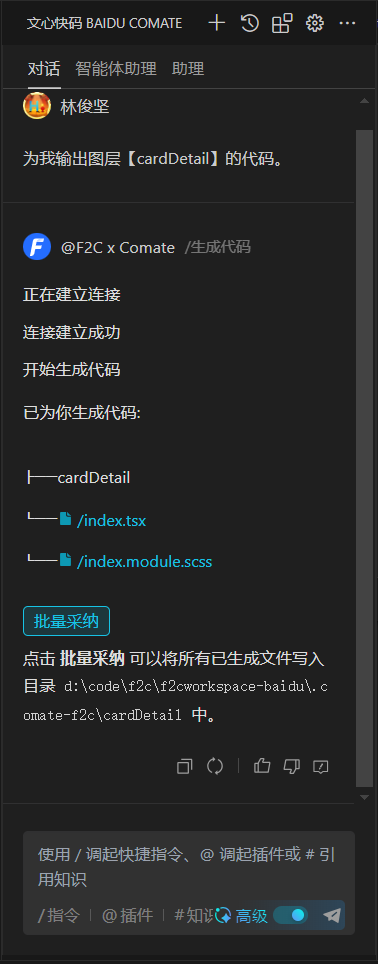 文心快码 BAIDU COMATE
对话 智能体助理 助理
林俊坚
为我输出图层【cardDetail】的代码。
@F2C x Comate /生成代码
正在建立连接
连接建立成功
开始生成代码
已为你生成代码:
├──cardDetail
└──/index.tsx
└──/index.module.scss
批量采纳
点击 批量采纳 可以将所有已生成文件写入
目录 d:\code\f2c\f2cworkspace-baidu\.c
omate-f2c\cardDetail 中。
使用 / 调起快捷指令、@ 调起插件或 # 引
用知识
/ 指令 | @ 插件 | # 知识 高级